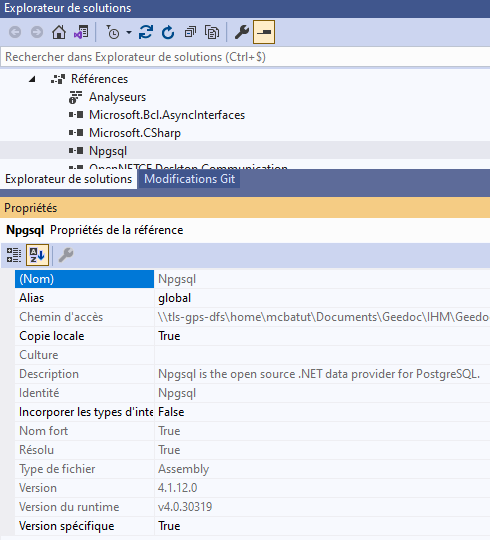 Explorateur de solutions
Rechercher dans Explorateur de solutions (Ctrl+$)
Références
Analyseurs
Microsoft.Bcl.AsyncInterfaces
Microsoft.CSharp
Npgsql
OpenNETCF.Desktop.Communication
Explorateur de solutions Modifications Git
Propriétés
Npgsql Propriétés de la référence
(Nom) Npgsql
Alias global
Chemin d'accès \\tls-gps-dfs\home\mcbatut\Documents\Geedoc\IHM\Geedo
Copie locale True
Culture
Description Npgsql is the open source .NET data provider for PostgreSQL.
Identité Npgsql
Incorporer les types d'inte False
Nom fort True
Résolu True
Type de fichier Assembly
Version 4.1.12.0
Version du runtime v4.0.30319
Version spécifique True